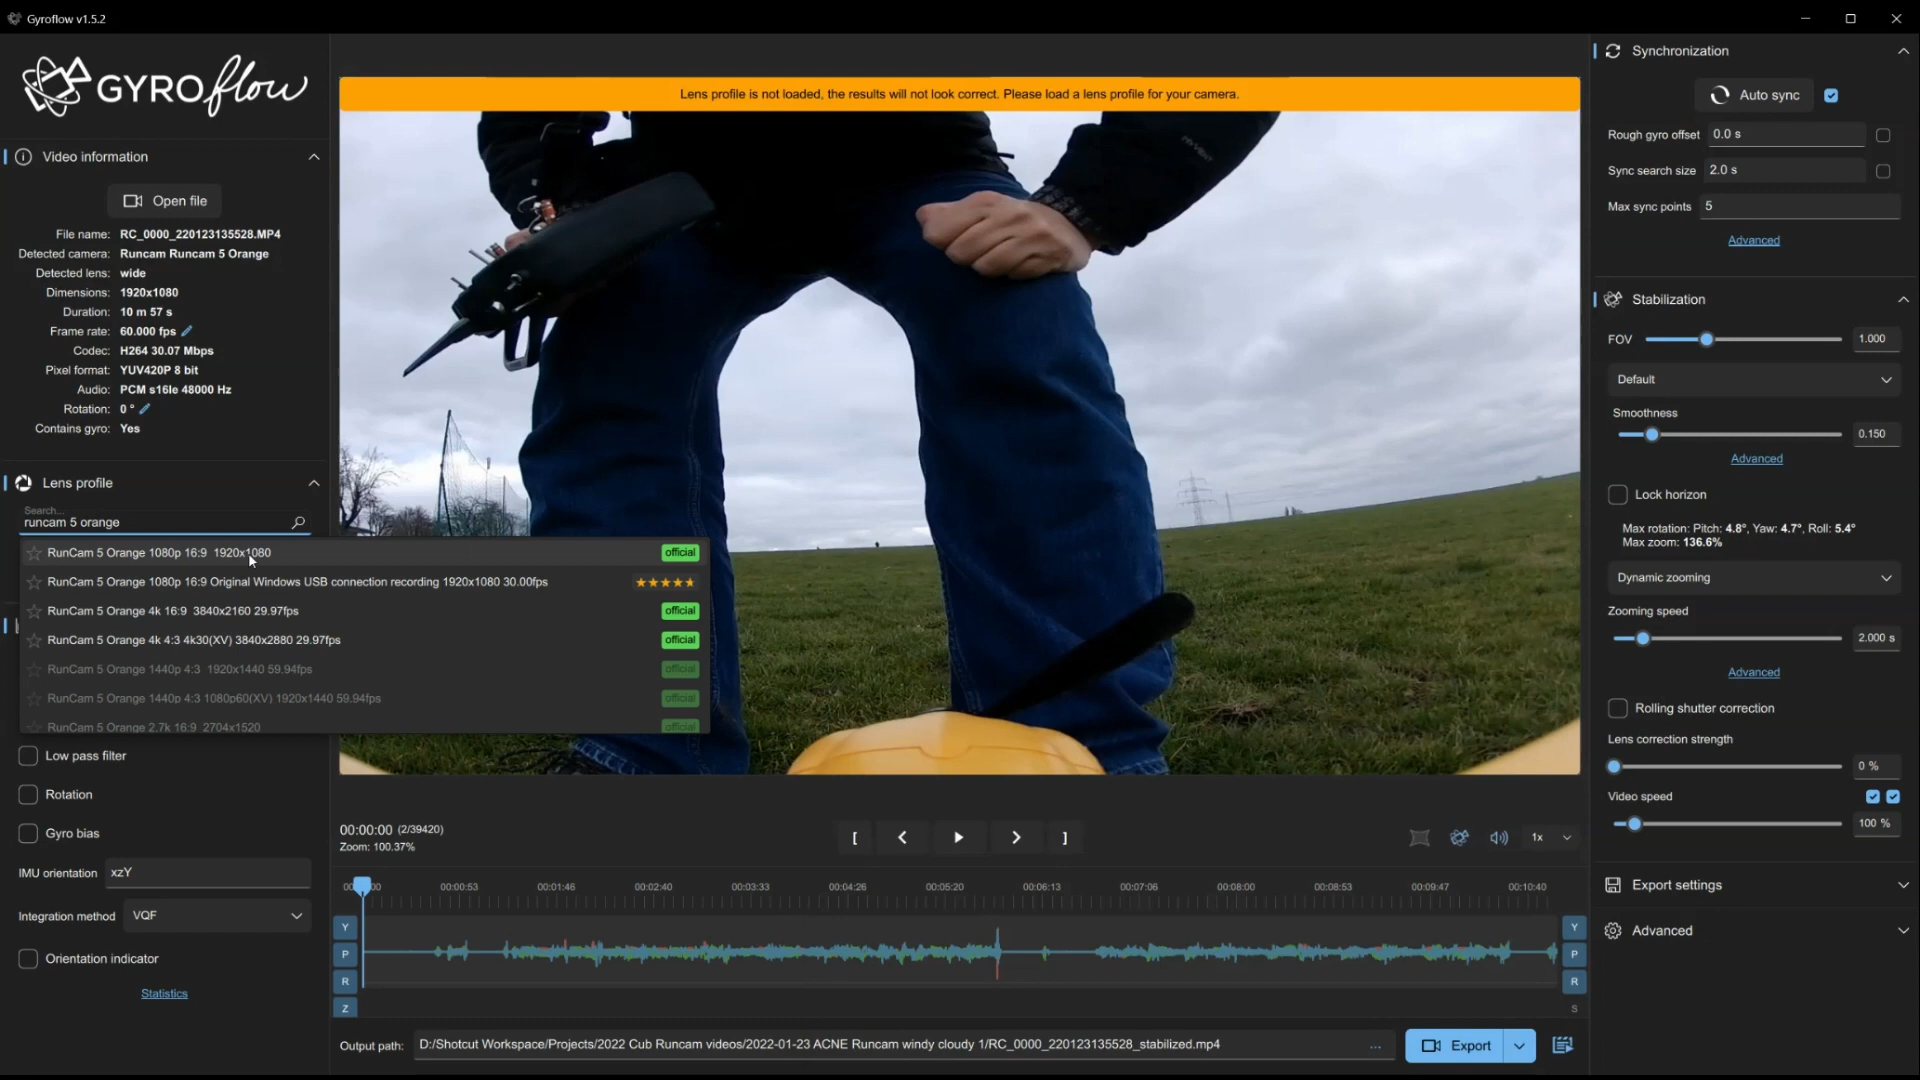 Gyroflow v1.5.2
GYROflow
Video information
Open file
File name: RC_0000_220123135528.MP4
Detected camera: Runcam Runcam 5 Orange
Detected lens: wide
Dimensions: 1920x1080
Duration: 10 m 57 s
Frame rate: 60.000 fps
Codec: H264 30.07 Mbps
Pixel format: YUV420P 8 bit
Audio: PCM s16le 48000 Hz
Rotation: 0 °
Contains gyro: Yes
Lens profile
Search...
runcam 5 orange
RunCam 5 Orange 1080p 16:9 1920x1080 official
RunCam 5 Orange 1080p 16:9 Original Windows USB connection recording 1920x1080 30.00fps
RunCam 5 Orange 4k 16:9 3840x2160 29.97fps official
RunCam 5 Orange 4k 4:3 4k30(XV) 3840x2880 29.97fps official
RunCam 5 Orange 1440p 4:3 1920x1440 59.94fps official
RunCam 5 Orange 1440p 4:3 1080p60(XV) 1920x1440 59.94fps official
RunCam 5 Orange 2.7k 16:9 2704x1520 official
Low pass filter
Rotation
Gyro bias
IMU orientation xzY
Integration method VQF
Orientation indicator
Statistics
Lens profile is not loaded, the results will not look correct. Please load a lens profile for your camera.
00:00:00 (2/39420)
Zoom: 100.37%
[ ]
1x
00:00:53 00:01:46 00:02:40 00:03:33 00:04:26 00:05:20 00:06:13 00:07:06 00:08:00 00:08:53 00:09:47 00:10:40
Y Y
P P
R R
Z S
Output path: D:/Shotcut Workspace/Projects/2022 Cub Runcam videos/2022-01-23 ACNE Runcam windy cloudy 1/RC_0000_220123135528_stabilized.mp4 ...
Export
Synchronization
Auto sync
Rough gyro offset 0.0 s
Sync search size 2.0 s
Max sync points 5
Advanced
Stabilization
FOV 1.000
Default
Smoothness
0.150
Advanced
Lock horizon
Max rotation: Pitch: 4.8°, Yaw: 4.7°, Roll: 5.4°
Max zoom: 136.6%
Dynamic zooming
Zooming speed
2.000 s
Advanced
Rolling shutter correction
Lens correction strength
0 %
Video speed
100 %
Export settings
Advanced